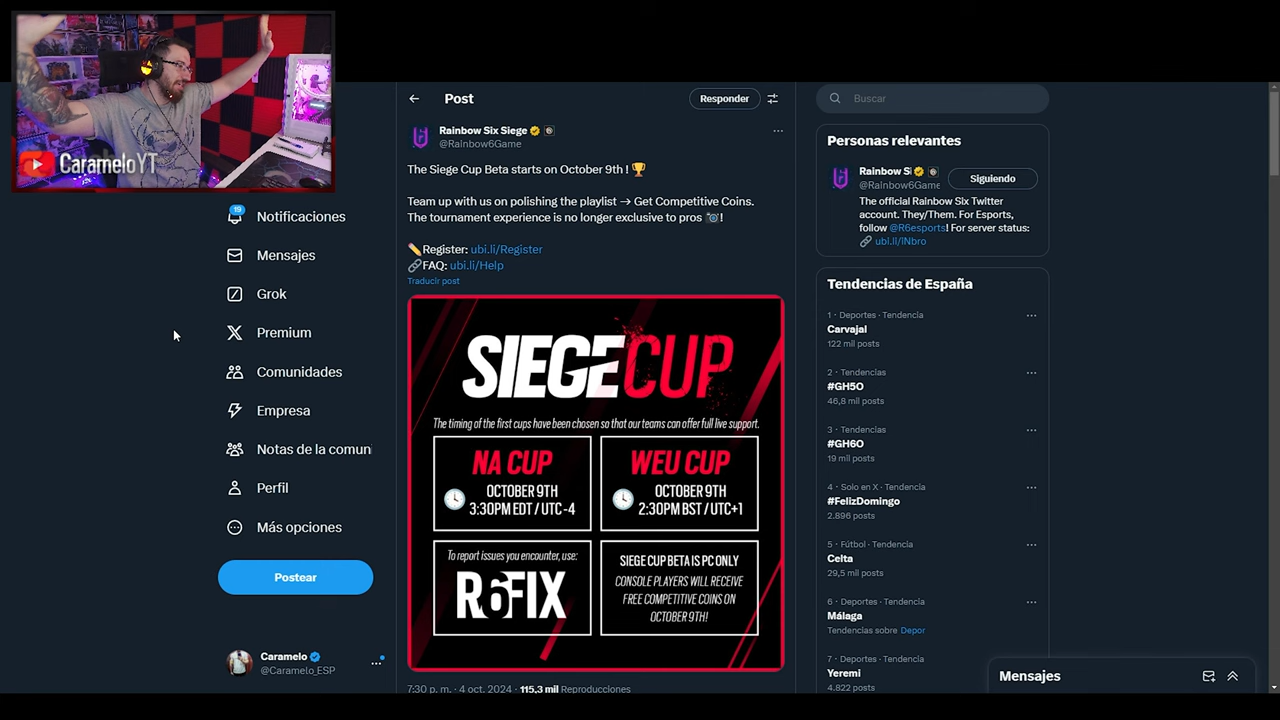 CarameloYT
19
Notificaciones
Mensajes
Grok
Premium
Comunidades
Empresa
Notas de la comuni
Perfil
Más opciones
Postear
Caramelo
@Caramelo_ESP
Post
Responder
Rainbow Six Siege
@Rainbow6Game
The Siege Cup Beta starts on October 9th ! 🏆
Team up with us on polishing the playlist → Get Competitive Coins.
The tournament experience is no longer exclusive to pros !
✏️Register: ubi.li/Register
🔗FAQ: ubi.li/Help
Traducir post
SIEGECUP
The timing of the first cups have been chosen so that our teams can offer full live support.
NA CUP
OCTOBER 9TH
3:30PM EDT / UTC-4
WEU CUP
OCTOBER 9TH
2:30PM BST / UTC+1
To report issues you encounter, use:
R6FIX
SIEGE CUP BETA IS PC ONLY
CONSOLE PLAYERS WILL RECEIVE
FREE COMPETITIVE COINS ON
OCTOBER 9TH!
7:30 p. m. · 4 oct. 2024 · 115,3 mil Reproducciones
Buscar
Personas relevantes
Rainbow Si
@Rainbow6Game
Siguiendo
The official Rainbow Six Twitter
account. They/Them. For Esports,
follow @R6esports! For server status:
🔗 ubi.li/lNbro
Tendencias de España
1 · Deportes · Tendencia
Carvajal
122 mil posts
2 · Tendencias
#GH5O
46,8 mil posts
3 · Tendencias
#GH6O
19 mil posts
4 · Solo en X · Tendencia
#FelizDomingo
2.896 posts
5 · Fútbol · Tendencia
Celta
29,5 mil posts
6 · Deportes · Tendencia
Málaga
Tendencias sobre Depor
7 · Deportes · Tendencia
Yeremi
4.822 posts
Mensajes